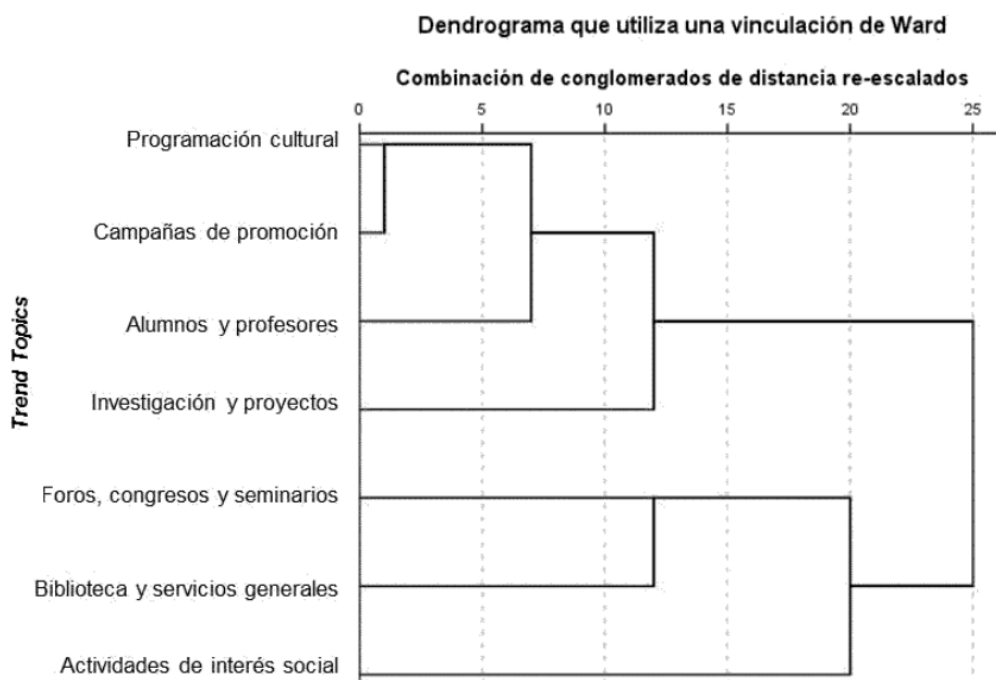 Dendrograma que utiliza una vinculación de Ward
Combinación de conglomerados de distancia re-escalados
0 5 10 15 20 25
Trend Topics
Programación cultural
Campañas de promoción
Alumnos y profesores
Investigación y proyectos
Foros, congresos y seminarios
Biblioteca y servicios generales
Actividades de interés social